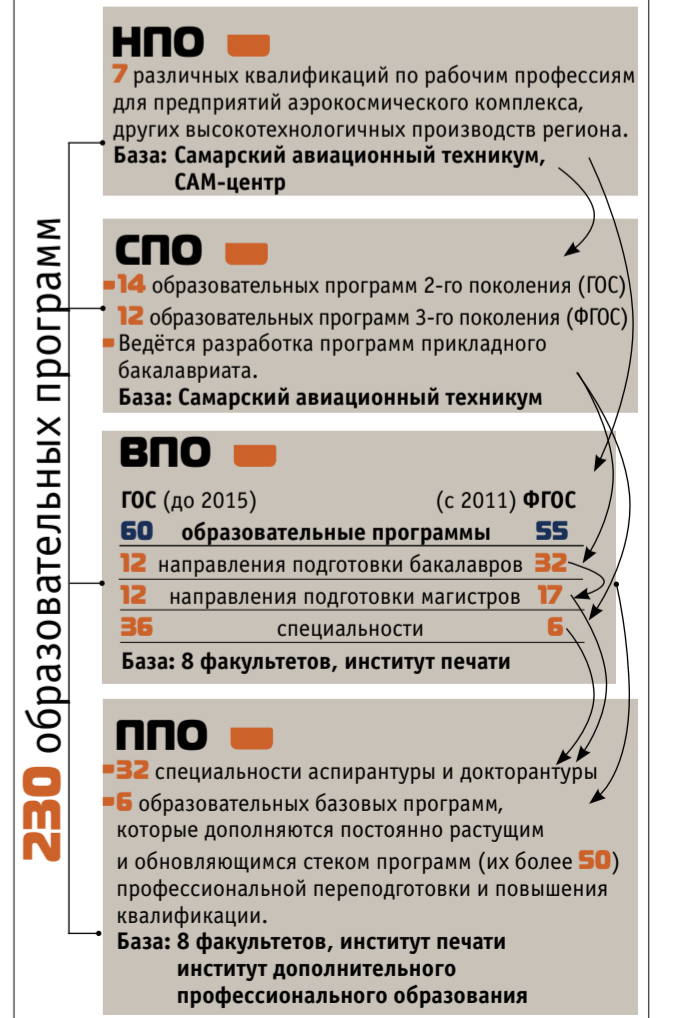 230 образовательных программ
НПО
7 различных квалификаций по рабочим профессиям
для предприятий аэрокосмического комплекса,
других высокотехнологичных производств региона.
База: Самарский авиационный техникум,
САМ-центр
СПО
14 образовательных программ 2-го поколения (ГОС)
12 образовательных программ 3-го поколения (ФГОС)
Ведётся разработка программ прикладного
бакалавриата.
База: Самарский авиационный техникум
ВПО
ГОС (до 2015) (с 2011) ФГОС
60 образовательные программы 55
12 направления подготовки бакалавров 32
12 направления подготовки магистров 17
36 специальности 6
База: 8 факультетов, институт печати
ППО
32 специальности аспирантуры и докторантуры
6 образовательных базовых программ,
которые дополняются постоянно растущим
и обновляющимся стеком программ (их более 50)
профессиональной переподготовки и повышения
квалификации.
База: 8 факультетов, институт печати
институт дополнительного
профессионального образования